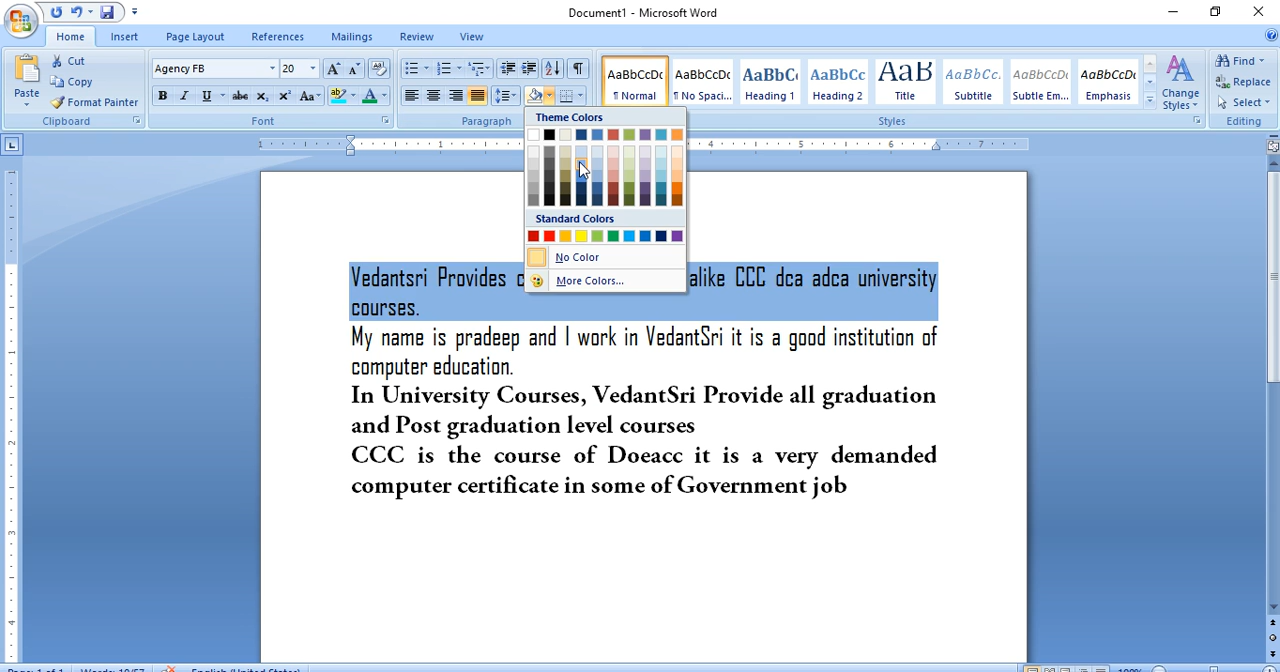 Document1 - Microsoft Word
Home Insert Page Layout References Mailings Review View
Paste Cut Copy Format Painter
Clipboard
Agency FB 20
Font
Paragraph
AaBbCcDc ¶ Normal
AaBbCcDc ¶ No Spaci...
AaBbC Heading 1
AaBbCc Heading 2
AaB Title
AaBbCc. Subtitle
AaBbCcDc Subtle Em...
AaBbCcDc Emphasis
Change Styles
Styles
Find
Replace
Select
Editing
Theme Colors
Standard Colors
No Color
More Colors...
Vedantsri Provides alike CCC dca adca university
courses.
My name is pradeep and I work in VedantSri it is a good institution of
computer education.
In University Courses, VedantSri Provide all graduation
and Post graduation level courses
CCC is the course of Doeacc it is a very demanded
computer certificate in some of Government job